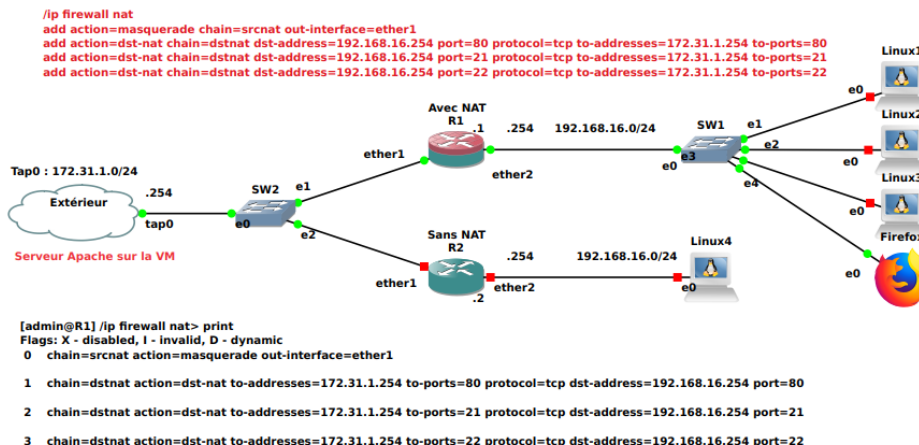 /ip firewall nat
add action=masquerade chain=srcnat out-interface=ether1
add action=dst-nat chain=dstnat dst-address=192.168.16.254 port=80 protocol=tcp to-addresses=172.31.1.254 to-ports=80
add action=dst-nat chain=dstnat dst-address=192.168.16.254 port=21 protocol=tcp to-addresses=172.31.1.254 to-ports=21
add action=dst-nat chain=dstnat dst-address=192.168.16.254 port=22 protocol=tcp to-addresses=172.31.1.254 to-ports=22
Linux1
e0
Avec NAT
R1
.1
.254
192.168.16.0/24
SW1
e1
e2
e3
e4
e0
Linux2
e0
ether1
ether2
Tap0 : 172.31.1.0/24
Extérieur
.254
tap0
SW2
e0
e1
e2
Linux3
e0
Serveur Apache sur la VM
Sans NAT
R2
.254
192.168.16.0/24
Linux4
ether1
ether2
e0
.2
Firefox
e0
[admin@R1] /ip firewall nat> print
Flags: X - disabled, I - invalid, D - dynamic
0 chain=srcnat action=masquerade out-interface=ether1
1 chain=dstnat action=dst-nat to-addresses=172.31.1.254 to-ports=80 protocol=tcp dst-address=192.168.16.254 port=80
2 chain=dstnat action=dst-nat to-addresses=172.31.1.254 to-ports=21 protocol=tcp dst-address=192.168.16.254 port=21
3 chain=dstnat action=dst-nat to-addresses=172.31.1.254 to-ports=22 protocol=tcp dst-address=192.168.16.254 port=22